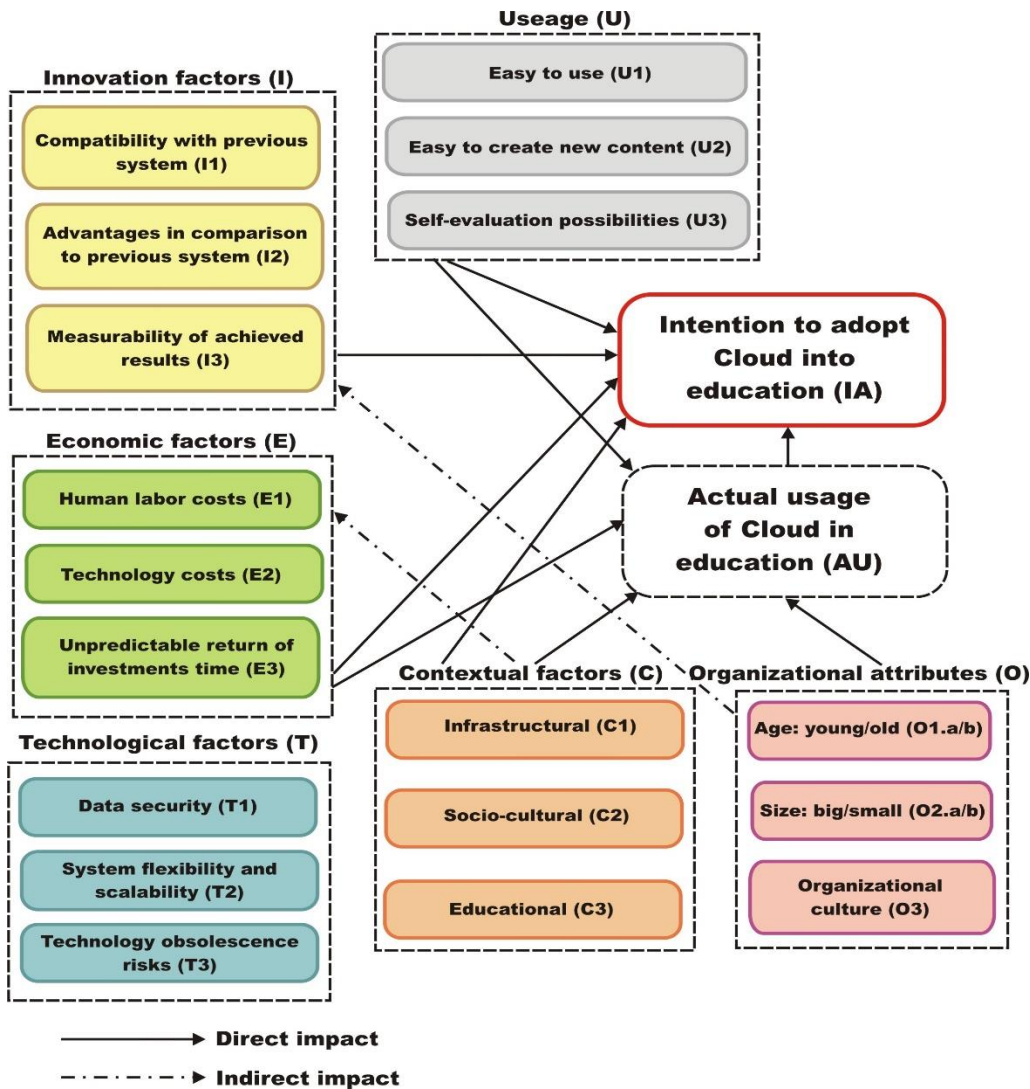 Useage (U)
Easy to use (U1)
Easy to create new content (U2)
Self-evaluation possibilities (U3)
Innovation factors (I)
Compatibility with previous
system (I1)
Advantages in comparison
to previous system (I2)
Measurability of achieved
results (I3)
Intention to adopt
Cloud into
education (IA)
Economic factors (E)
Human labor costs (E1)
Technology costs (E2)
Unpredictable return of
investments time (E3)
Actual usage
of Cloud in
education (AU)
Technological factors (T)
Data security (T1)
System flexibility and
scalability (T2)
Technology obsolescence
risks (T3)
Contextual factors (C)
Infrastructural (C1)
Socio-cultural (C2)
Educational (C3)
Organizational attributes (O)
Age: young/old (O1.a/b)
Size: big/small (O2.a/b)
Organizational
culture (O3)
Direct impact
Indirect impact